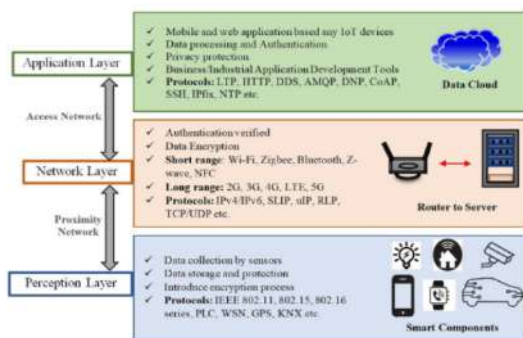 ✓ Mobile and web application based any IoT devices
✓ Data processing and Authentication
✓ Privacy protection
✓ Business/Industrial Application Development Tools
✓ Protocols: LTP, HTTP, DDS, AMQP, DNP, CoAP,
SSH, IPfix, NTP etc.
Data Cloud
Application Layer
Access Network
✓ Authentication verified
✓ Data Encryption
✓ Short range: Wi-Fi, Zigbee, Bluetooth, Z-
wave, NFC
✓ Long range: 2G, 3G, 4G, LTE, 5G
✓ Protocols: IPv4/IPv6, SLIP, uIP, RLP,
TCP/UDP etc.
Router to Server
Network Layer
Proximity
Network
✓ Data collection by sensors
✓ Data storage and protection
✓ Introduce encryption process
✓ Protocols: IEEE 802.11, 802.15, 802.16
series, PLC, WSN, GPS, KNX etc.
Smart Components
Perception Layer